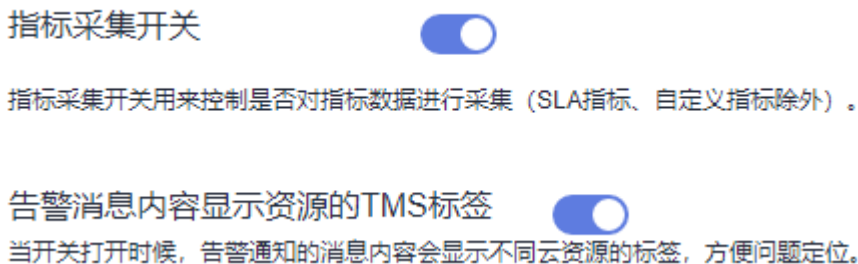 指标采集开关
指标采集开关用来控制是否对指标数据进行采集（SLA指标、自定义指标除外）。
告警消息内容显示资源的TMS标签
当开关打开时候，告警通知的消息内容会显示不同云资源的标签，方便问题定位。